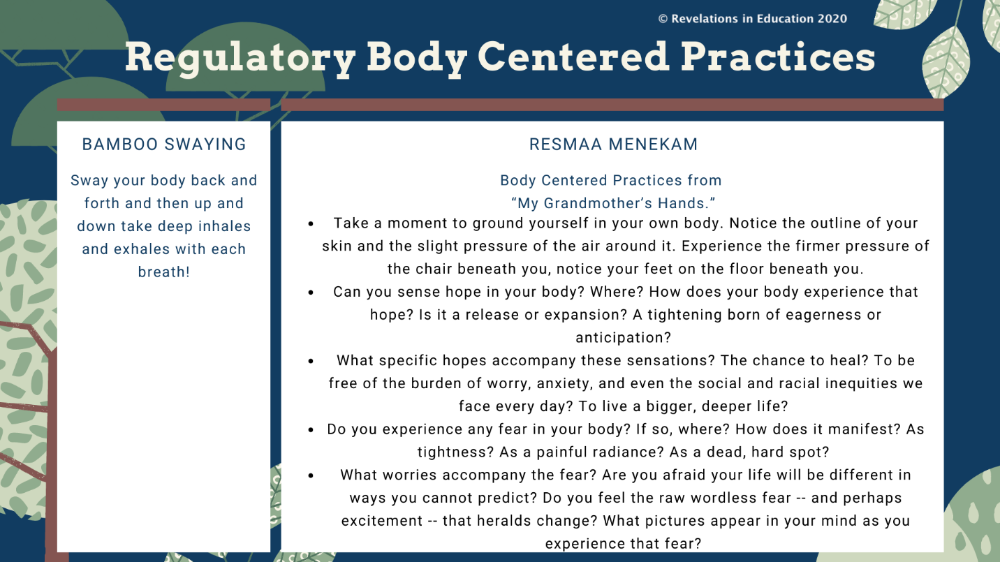 © Revelations in Education 2020
Regulatory Body Centered Practices
BAMBOO SWAYING
Sway your body back and
forth and then up and
down take deep inhales
and exhales with each
breath!
RESMAA MENEKAM
Body Centered Practices from
“My Grandmother’s Hands.”
• Take a moment to ground yourself in your own body. Notice the outline of your
skin and the slight pressure of the air around it. Experience the firmer pressure of
the chair beneath you, notice your feet on the floor beneath you.
• Can you sense hope in your body? Where? How does your body experience that
hope? Is it a release or expansion? A tightening born of eagerness or
anticipation?
• What specific hopes accompany these sensations? The chance to heal? To be
free of the burden of worry, anxiety, and even the social and racial inequities we
face every day? To live a bigger, deeper life?
• Do you experience any fear in your body? If so, where? How does it manifest? As
tightness? As a painful radiance? As a dead, hard spot?
• What worries accompany the fear? Are you afraid your life will be different in
ways you cannot predict? Do you feel the raw wordless fear -- and perhaps
excitement -- that heralds change? What pictures appear in your mind as you
experience that fear?